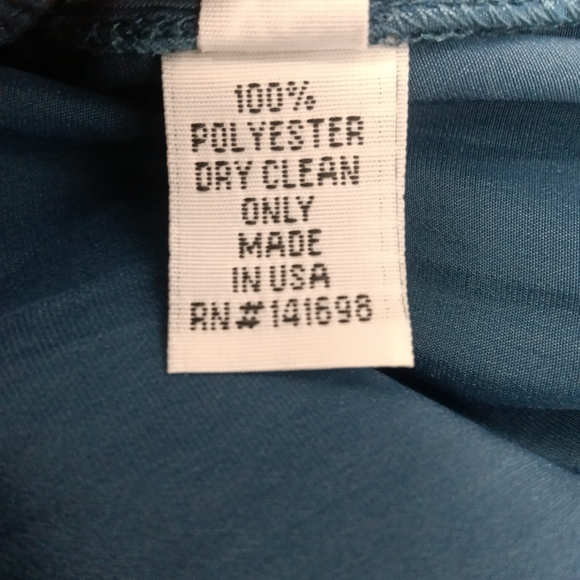 100%
POLYESTER
DRY CLEAN
ONLY
MADE
IN USA
RN#141698